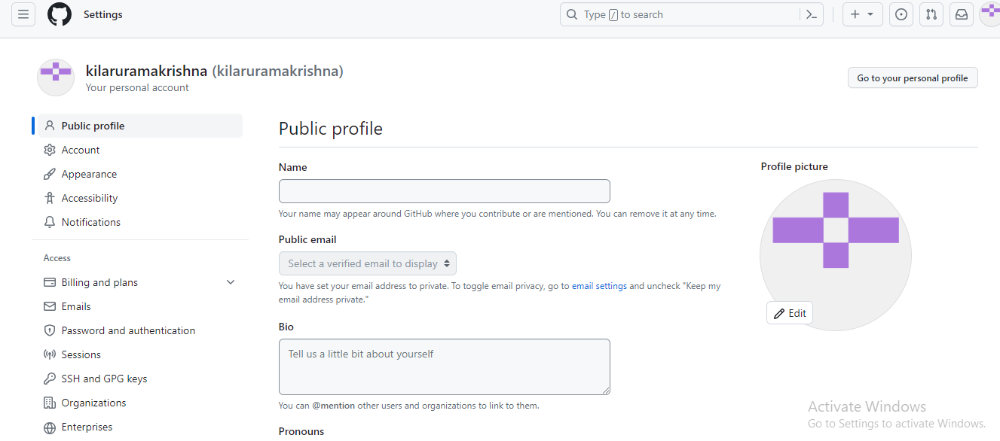 Settings
Type / to search
kilaruramakrishna (kilaruramakrishna)
Your personal account
Go to your personal profile
Public profile
Account
Appearance
Accessibility
Notifications
Access
Billing and plans
Emails
Password and authentication
Sessions
SSH and GPG keys
Organizations
Enterprises
Public profile
Name
Your name may appear around GitHub where you contribute or are mentioned. You can remove it at any time.
Public email
Select a verified email to display
You have set your email address to private. To toggle email privacy, go to email settings and uncheck "Keep my
email address private."
Bio
Tell us a little bit about yourself
You can @mention other users and organizations to link to them.
Pronouns
Profile picture
Edit
Activate Windows
Go to Settings to activate Windows.